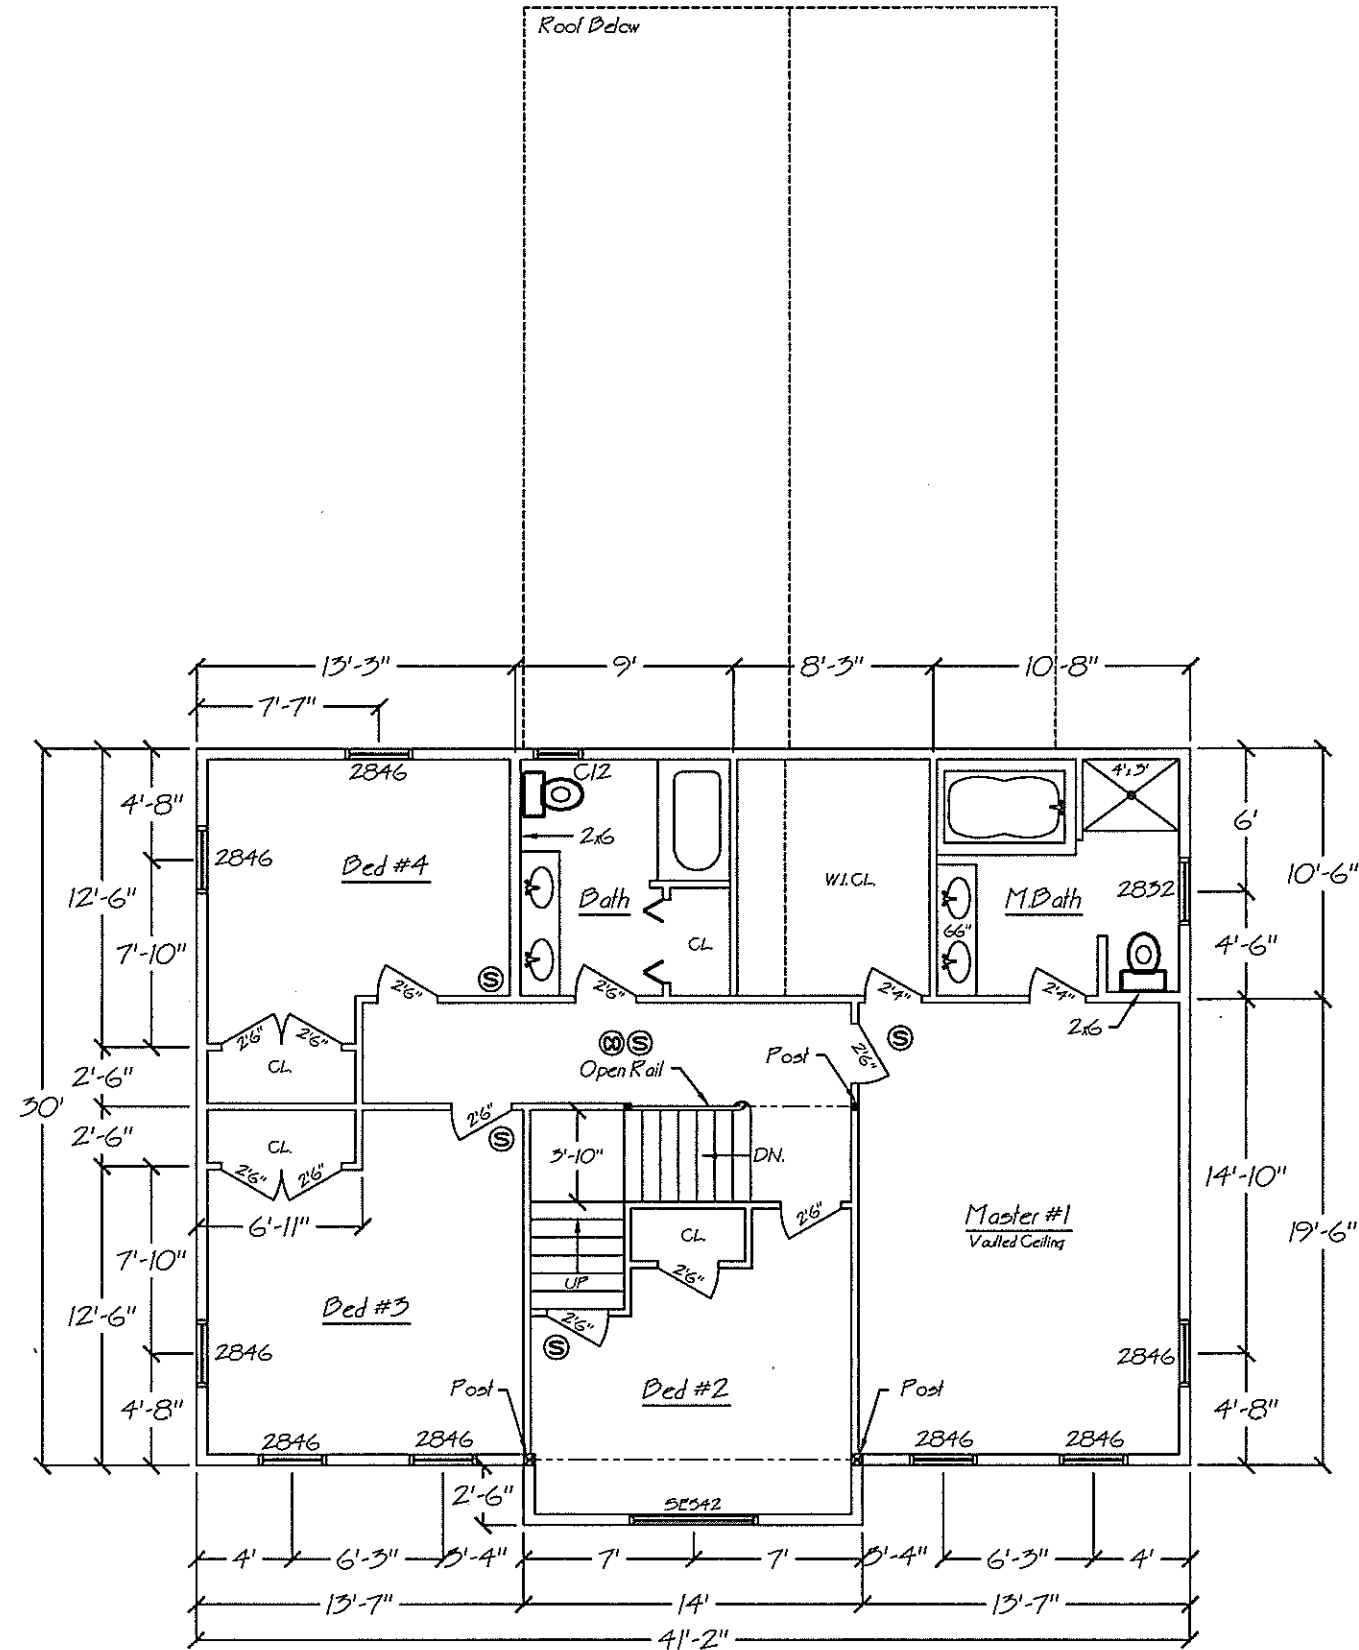 Roof Below
13'-3"
9'
8'-3"
10'-8"
7'-7"
2846
C12
4'x3'
4'-8"
6'
2x6
2846
Bed #4
10'-6"
12'-6"
Bath
W.I.CL.
M.Bath
2832
66"
7'-10"
CL.
4'-6"
S
2'6"
2'6"
2'4"
2'4"
2x6
2'6"
2'6"
S
S
2'6"
Post
CL.
Open Rail
2'-6"
30'
2'6"
2'-6"
S
CL.
3'-10"
DN.
2'6"
2'6"
14'-10"
6'-11"
2'6"
Master #1
Vaulted Ceiling
CL.
19'-6"
7'-10"
2'6"
UP
Bed #3
12'-6"
2'6"
S
2846
2846
Post
Bed #2
Post
4'-8"
4'-8"
2846
2846
2846
2846
2'-6"
4'
6'-3"
3'-4"
7'
7'
3'-4"
6'-3"
4'
13'-7"
14'
13'-7"
41'-2"